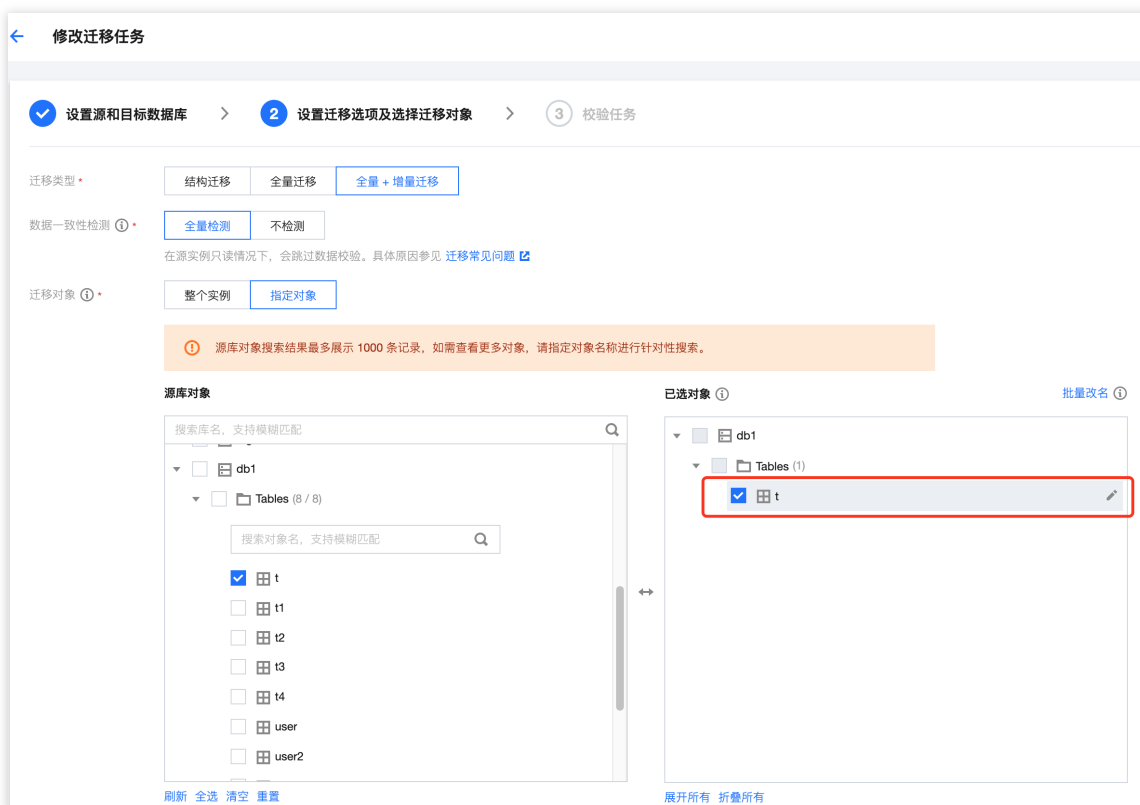 修改迁移任务
设置源和目标数据库
2 设置迁移选项及选择迁移对象
3 校验任务
迁移类型 * 结构迁移 全量迁移 全量 + 增量迁移
数据一致性检测 * 全量检测 不检测
在源实例只读情况下，会跳过数据校验。具体原因参见 迁移常见问题
迁移对象 * 整个实例 指定对象
源库对象搜索结果最多展示 1000 条记录，如需查看更多对象，请指定对象名称进行针对性搜索。
源库对象
搜索库名，支持模糊匹配
db1
Tables (8 / 8)
搜索对象名，支持模糊匹配
t
t1
t2
t3
t4
user
user2
刷新 全选 清空 重置
已选对象
批量改名
db1
Tables (1)
t
展开所有 折叠所有